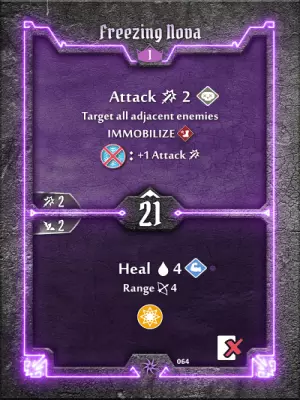 Freezing Nova
1
Attack 2
Target all adjacent enemies
IMMOBILIZE
: +1 Attack
2
21
2
Heal 4
Range 4
064